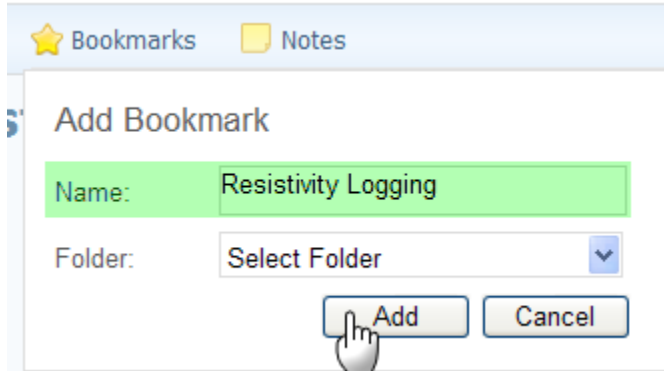 Bookmarks Notes
Add Bookmark
Name: Resistivity Logging
Folder: Select Folder
Add Cancel